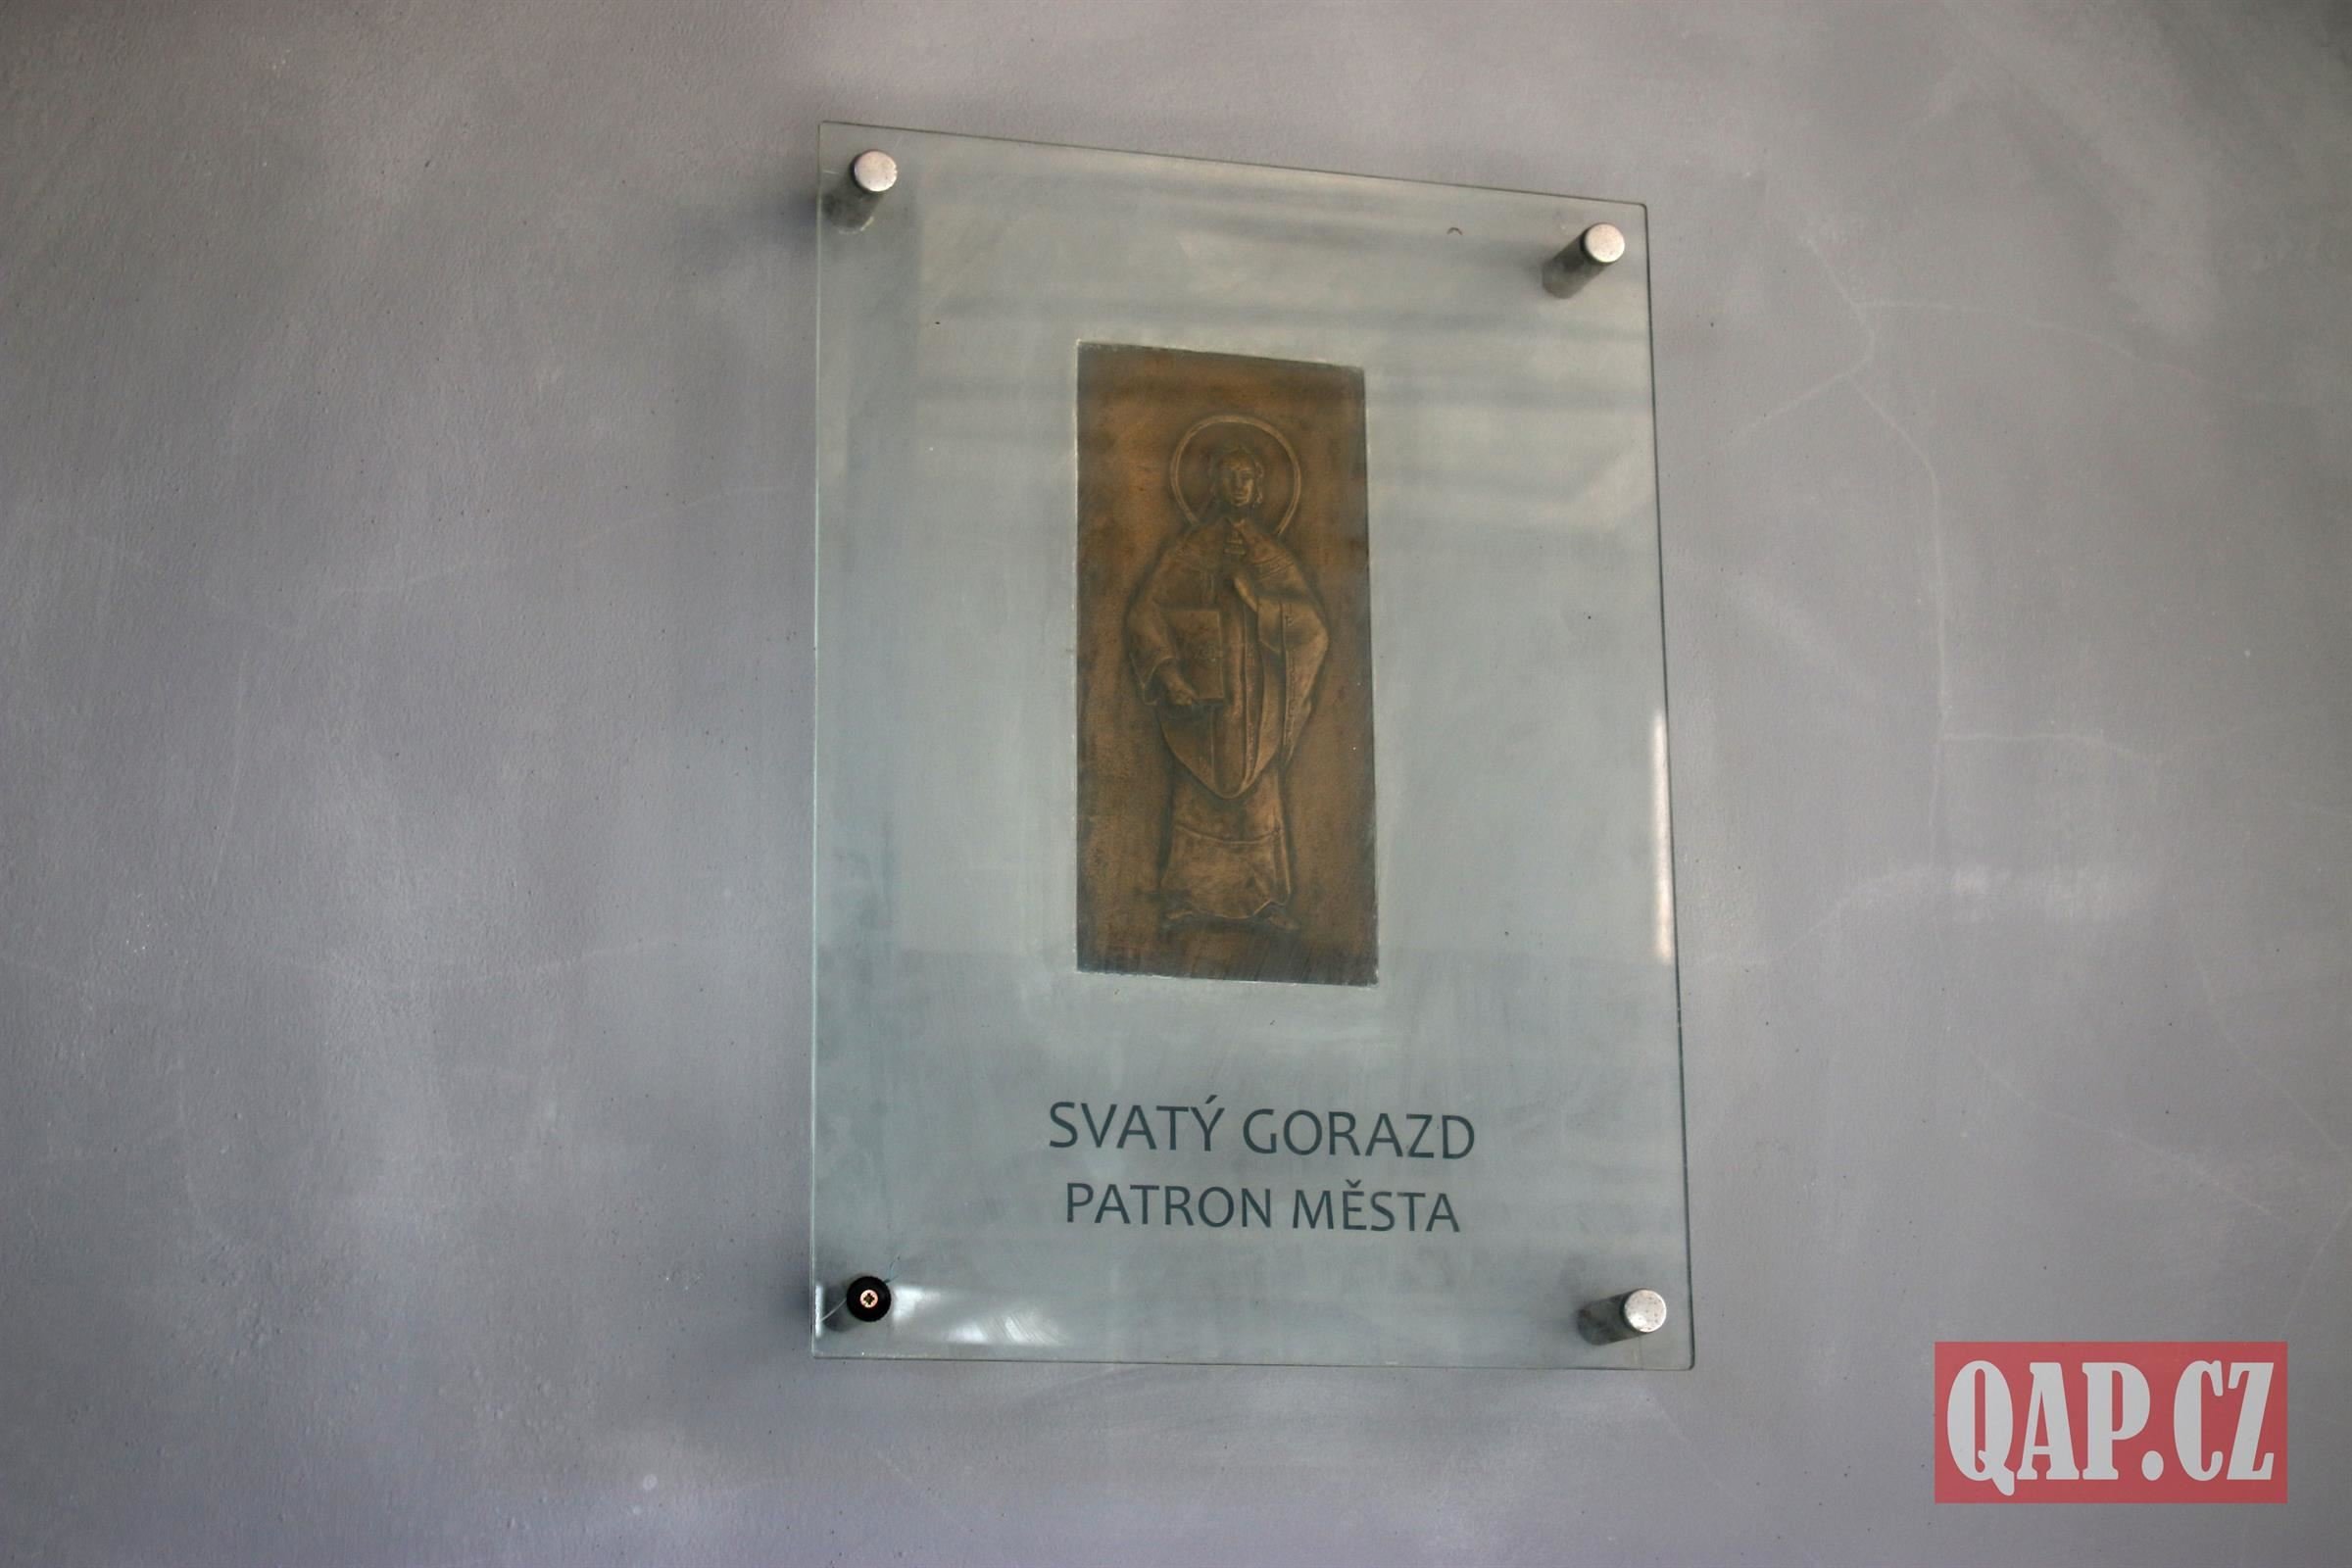 SVATÝ GORAZD
PATRON MĚSTA
QAP.CZ